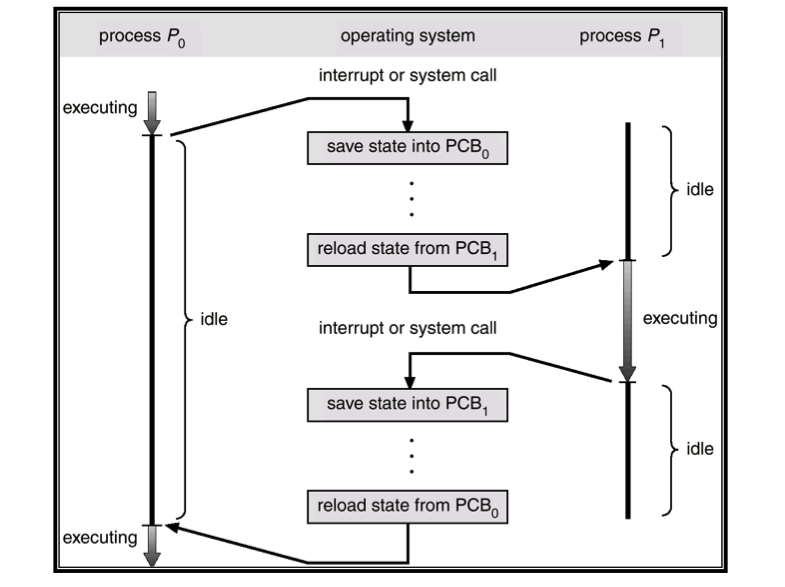 process P0
operating system
process P1
interrupt or system call
executing
save state into PCB0
idle
reload state from PCB1
idle
executing
interrupt or system call
save state into PCB1
idle
reload state from PCB0
executing